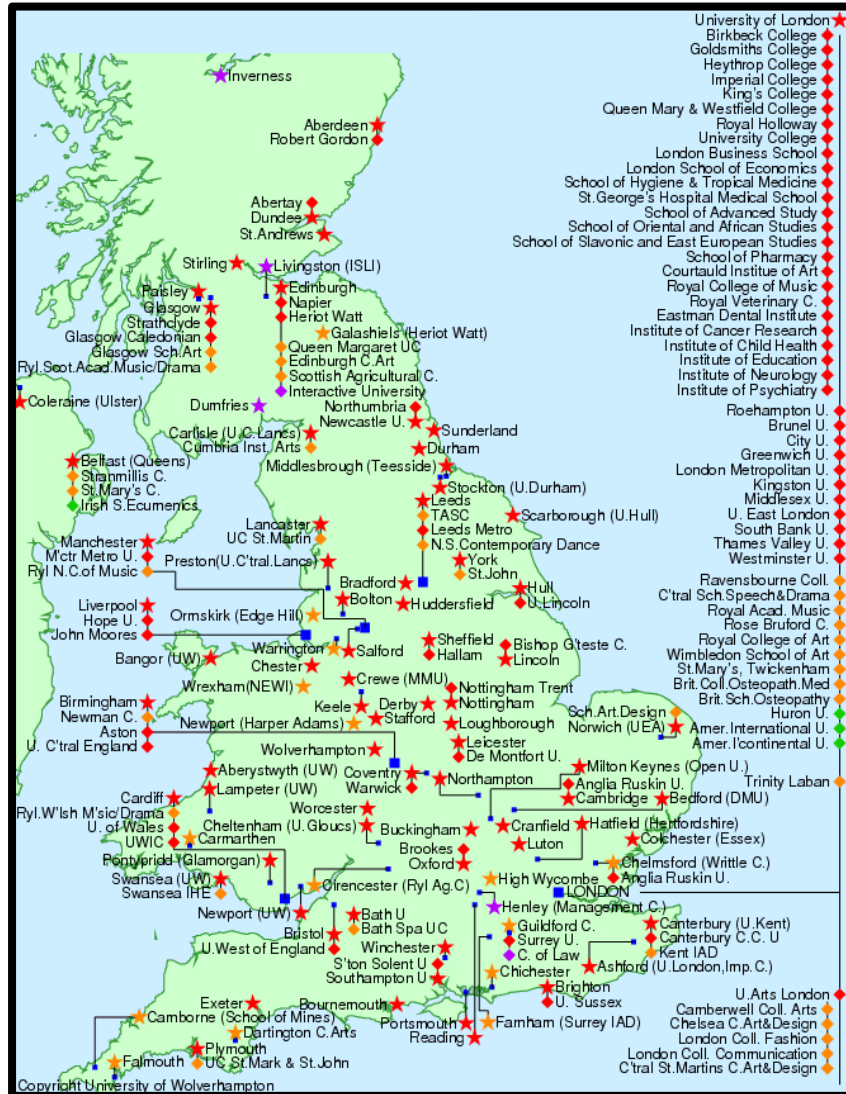 University of London
Birkbeck College
Goldsmiths College
Heythrop College
Imperial College
King's College
Queen Mary & Westfield College
Royal Holloway
University College
London Business School
London School of Economics
School of Hygiene & Tropical Medicine
St.George's Hospital Medical School
School of Advanced Study
School of Oriental and African Studies
School of Slavonic and East European Studies
School of Pharmacy
Courtauld Institue of Art
Royal College of Music
Royal Veterinary C.
Eastman Dental Institute
Institute of Cancer Research
Institute of Child Health
Institute of Education
Institute of Neurology
Institute of Psychiatry
Roehampton U.
Brunel U.
City U.
Greenwich U.
London Metropolitan U.
Kingston U.
Middlesex U.
U. East London
South Bank U.
Thames Valley U.
Westminster U.
Ravensbourne Coll.
C'tral Sch.Speech&Drama
Royal Acad. Music
Rose Bruford C.
Royal College of Art
Wimbledon School of Art
St.Mary's, Twickenham
Brit.Coll.Osteopath.Med
Brit.Sch.Osteopathy
Huron U.
Amer.International U.
Amer.I'continental U.
Trinity Laban
U.Arts London
Camberwell Coll. Arts
Chelsea C.Art&Design
London Coll. Fashion
London Coll. Communication
C'tral St.Martins C.Art&Design
Inverness
Aberdeen
Robert Gordon
Abertay
Dundee
St.Andrews
Stirling
Livingston (ISLI)
Paisley
Glasgow
Strathclyde
Glasgow Caledonian
Glasgow Sch.Art
Ryl.Scot.Acad.Music/Drama
Edinburgh
Napier
Heriot Watt
Galashiels (Heriot Watt)
Queen Margaret UC
Edinburgh C.Art
Scottish Agricultural C.
Interactive University
Coleraine (Ulster)
Dumfries
Northumbria
Newcastle U.
Sunderland
Carlisle (U.C.Lancs)
Cumbria Inst. Arts
Durham
Middlesbrough (Teesside)
Belfast (Queens)
Stranmillis C.
St.Mary's C.
Irish S.Ecumenics
Stockton (U.Durham)
Leeds
TASC
Leeds Metro
N.S.Contemporary Dance
Scarborough (U.Hull)
Lancaster
UC St.Martin
Manchester
M'ctr Metro U.
Ryl N.C.of Music
Preston(U.C'tral.Lancs)
York
St.John
Bradford
Bolton
Huddersfield
Hull
U.Lincoln
Liverpool
Hope U.
John Moores
Ormskirk (Edge Hill)
Warrington
Salford
Sheffield
Hallam
Bishop G'teste C.
Lincoln
Bangor (UW)
Chester
Wrexham(NEWI)
Crewe (MMU)
Nottingham Trent
Nottingham
Birmingham
Newman C.
Aston
U. C'tral England
Keele
Derby
Newport (Harper Adams)
Stafford
Loughborough
Sch.Art.Design
Norwich (UEA)
Wolverhampton
Leicester
De Montfort U.
Aberystwyth (UW)
Lampeter (UW)
Coventry
Warwick
Northampton
Milton Keynes (Open U.)
Anglia Ruskin U.
Cambridge
Bedford (DMU)
Cardiff
Ryl.W'lsh M'sic/Drama
U. of Wales
UWIC
Carmarthen
Worcester
Cheltenham (U.Gloucs)
Buckingham
Cranfield
Hatfield (Hertfordshire)
Luton
Colchester (Essex)
Brookes
Oxford
Pontypridd (Glamorgan)
Swansea (UW)
Swansea IHE
Cirencester (Ryl Ag.C)
High Wycombe
Chelmsford (Writtle C.)
Anglia Ruskin U.
LONDON
Newport (UW)
Bath U
Bath Spa UC
Bristol
U.West of England
Henley (Management C.)
Guildford C.
Surrey U.
C. of Law
Canterbury (U.Kent)
Canterbury C.C. U
Kent IAD
Winchester
S'ton Solent U
Southampton U
Chichester
Ashford (U.London,Imp.C.)
Brighton
U. Sussex
Exeter
Bournemouth
Portsmouth
Reading
Farnham (Surrey IAD)
Camborne (School of Mines)
Dartington C.Arts
Plymouth
UC St.Mark & St.John
Falmouth
Copyright University of Wolverhampton